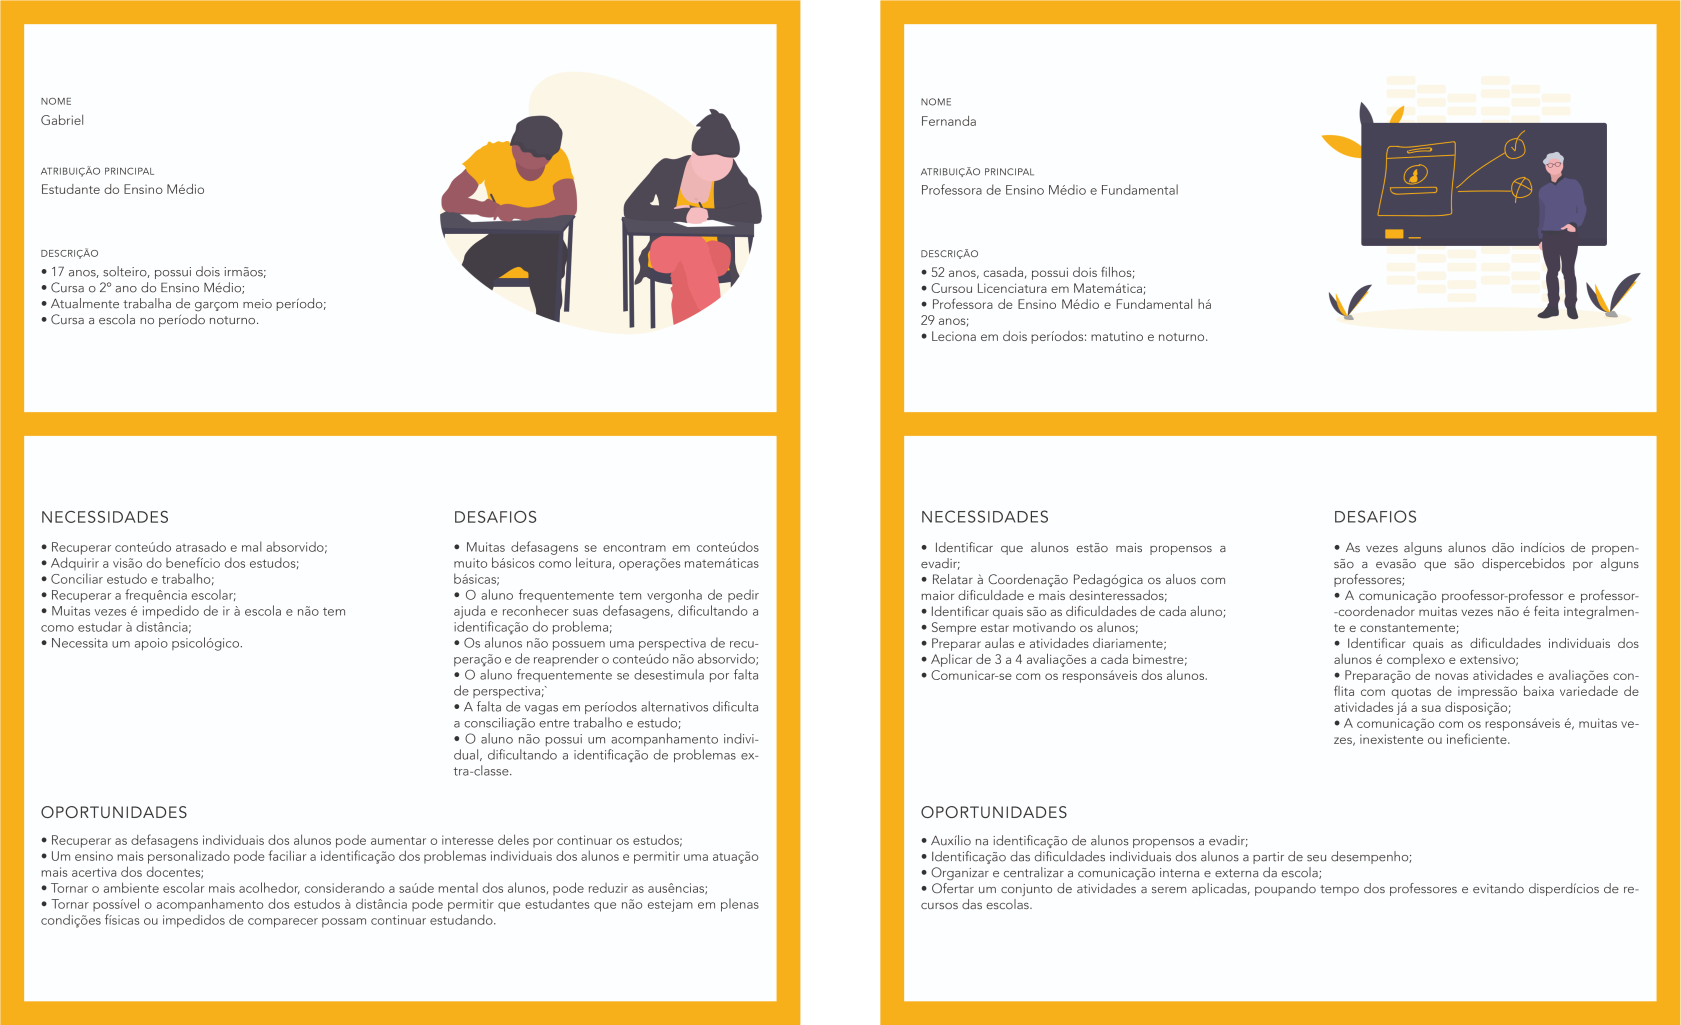 NOME
Gabriel
ATRIBUIÇÃO PRINCIPAL
Estudante do Ensino Médio
DESCRIÇÃO
• 17 anos, solteiro, possui dois irmãos;
• Cursa o 2º ano do Ensino Médio;
• Atualmente trabalha de garçom meio período;
• Cursa a escola no período noturno.
NECESSIDADES
• Recuperar conteúdo atrasado e mal absorvido;
• Adquirir a visão do benefício dos estudos;
• Conciliar estudo e trabalho;
• Recuperar a frequência escolar;
• Muitas vezes é impedido de ir à escola e não tem
como estudar à distância;
• Necessita um apoio psicológico.
DESAFIOS
• Muitas defasagens se encontram em conteúdos
muito básicos como leitura, operações matemáticas
básicas;
• O aluno frequentemente tem vergonha de pedir
ajuda e reconhecer suas defasagens, dificultando a
identificação do problema;
• Os alunos não possuem uma perspectiva de recu-
peração e de reaprender o conteúdo não absorvido;
• O aluno frequentemente se desestimula por falta
de perspectiva;`
• A falta de vagas em períodos alternativos dificulta
a consciliação entre trabalho e estudo;
• O aluno não possui um acompanhamento indivi-
dual, dificultando a identificação de problemas ex-
tra-classe.
OPORTUNIDADES
• Recuperar as defasagens individuais dos alunos pode aumentar o interesse deles por continuar os estudos;
• Um ensino mais personalizado pode faciliar a identificação dos problemas individuais dos alunos e permitir uma atuação
mais acertiva dos docentes;
• Tornar o ambiente escolar mais acolhedor, considerando a saúde mental dos alunos, pode reduzir as ausências;
• Tornar possível o acompanhamento dos estudos à distância pode permitir que estudantes que não estejam em plenas
condições físicas ou impedidos de comparecer possam continuar estudando.
NOME
Fernanda
ATRIBUIÇÃO PRINCIPAL
Professora de Ensino Médio e Fundamental
DESCRIÇÃO
• 52 anos, casada, possui dois filhos;
• Cursou Licenciatura em Matemática;
• Professora de Ensino Médio e Fundamental há
29 anos;
• Leciona em dois períodos: matutino e noturno.
NECESSIDADES
• Identificar que alunos estão mais propensos a
evadir;
• Relatar à Coordenação Pedagógica os aluos com
maior dificuldade e mais desinteressados;
• Identificar quais são as dificuldades de cada aluno;
• Sempre estar motivando os alunos;
• Preparar aulas e atividades diariamente;
• Aplicar de 3 a 4 avaliações a cada bimestre;
• Comunicar-se com os responsáveis dos alunos.
DESAFIOS
• As vezes alguns alunos dão indícios de propen-
são a evasão que são dispercebidos por alguns
professores;
• A comunicação proofessor-professor e professor-
-coordenador muitas vezes não é feita integralmen-
te e constantemente;
• Identificar quais as dificuldades individuais dos
alunos é complexo e extensivo;
• Preparação de novas atividades e avaliações con-
flita com quotas de impressão baixa variedade de
atividades já a sua disposição;
• A comunicação com os responsáveis é, muitas ve-
zes, inexistente ou ineficiente.
OPORTUNIDADES
• Auxílio na identificação de alunos propensos a evadir;
• Identificação das dificuldades individuais dos alunos a partir de seu desempenho;
• Organizar e centralizar a comunicação interna e externa da escola;
• Ofertar um conjunto de atividades a serem aplicadas, poupando tempo dos professores e evitando disperdícios de re-
cursos das escolas.